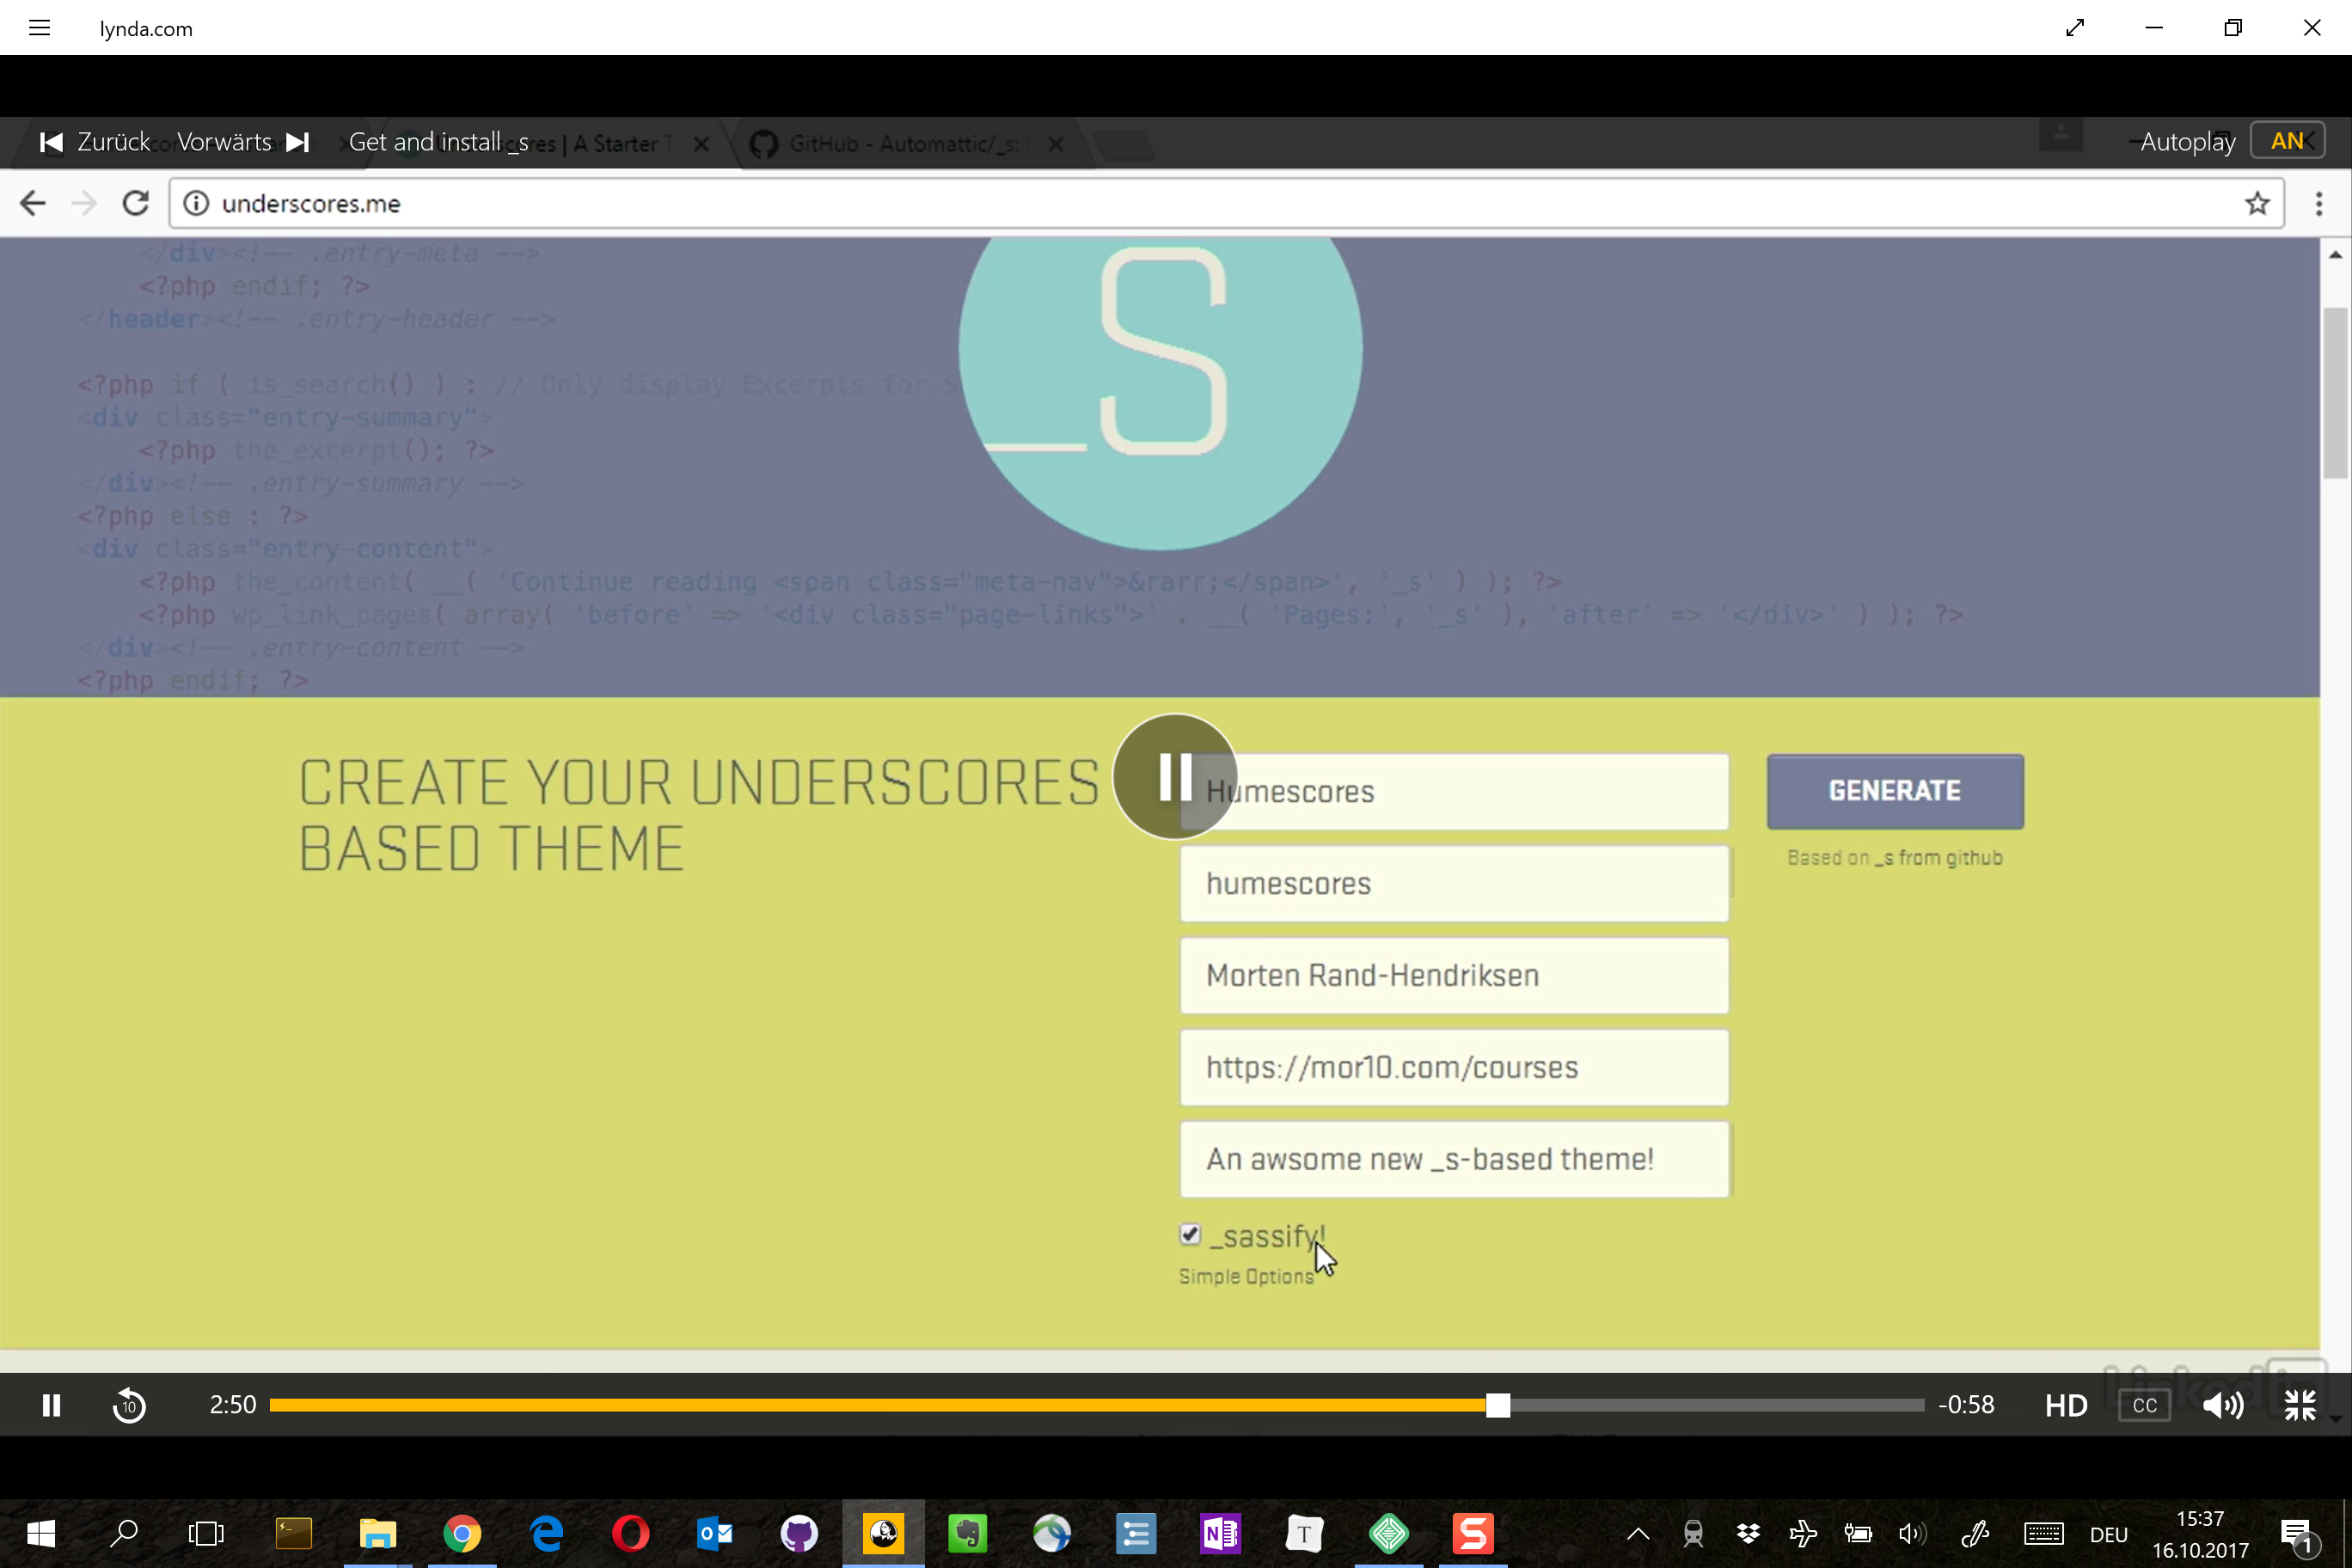 lynda.com
Zurück Vorwärts Get and install _s
res | A Starter T
GitHub - Automattic/_s:
Autoplay AN
underscores.me
</div><!-- .entry-meta -->
<?php endif; ?>
</header><!-- .entry-header -->
<?php if ( is_search() ) : // Only display Excerpts for S
<div class="entry-summary">
<?php the_excerpt(); ?>
</div><!-- .entry-summary -->
<?php else : ?>
<div class="entry-content">
<?php the_content( __( 'Continue reading <span class="meta-nav">&rarr;</span>', '_s' ) ); ?>
<?php wp_link_pages( array( 'before' => '<div class="page-links">' . __( 'Pages:', '_s' ), 'after' => '</div>' ) ); ?>
</div><!-- .entry-content -->
<?php endif; ?>
_S
CREATE YOUR UNDERSCORES
BASED THEME
Humescores
GENERATE
Based on _s from github
humescores
Morten Rand-Hendriksen
https://mor10.com/courses
An awsome new _s-based theme!
_sassify!
Simple Options
10
2:50
-0:58
HD
CC
DEU
15:37
16.10.2017
1